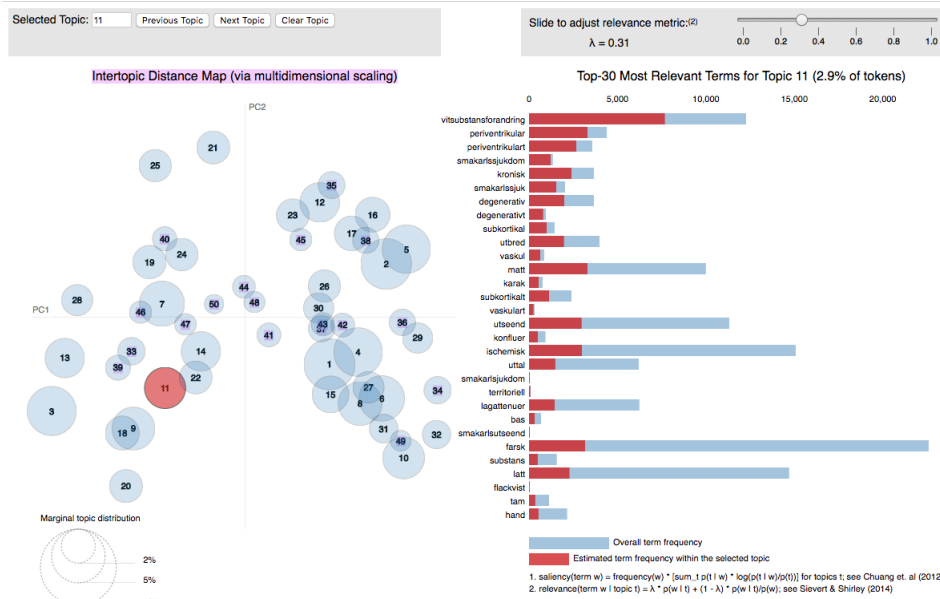 Selected Topic: 11 Previous Topic Next Topic Clear Topic
Slide to adjust relevance metric:(2)
λ = 0.31
0.0 0.2 0.4 0.6 0.8 1.0
Intertopic Distance Map (via multidimensional scaling)
PC2
PC1
21
25
35
12
23
16
40
45
17
38
5
24
19
2
44
26
28
7
50
48
46
30
47
43
37
42
36
41
29
33
14
4
13
39
1
22
11
27
34
15
8
6
3
18
9
31
32
49
10
20
Marginal topic distribution
2%
5%
Top-30 Most Relevant Terms for Topic 11 (2.9% of tokens)
0 5,000 10,000 15,000 20,000
vitsubstansforandring
periventrikular
periventrikulart
smakarlssjukdom
kronisk
smakarlssjuk
degenerativ
degenerativt
subkortikal
utbred
vaskul
matt
karak
subkortikalt
vaskulart
utseend
konfluer
ischemisk
uttal
smakarlsjukdom
territoriell
lagattenuer
bas
smakarlsutseend
farsk
substans
latt
flackvist
tam
hand
Overall term frequency
Estimated term frequency within the selected topic
1. saliency(term w) = frequency(w) * [sum_t p(t | w) * log(p(t | w)/p(t))] for topics t; see Chuang et. al (2012
2. relevance(term w | topic t) = λ * p(w | t) + (1 - λ) * p(w | t)/p(w); see Sievert & Shirley (2014)